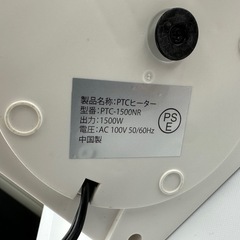 製品名称：PTCヒーター
型番：PTC-1500NR
出力：1500W
電圧：AC 100V 50/60Hz
中国製
PS
E